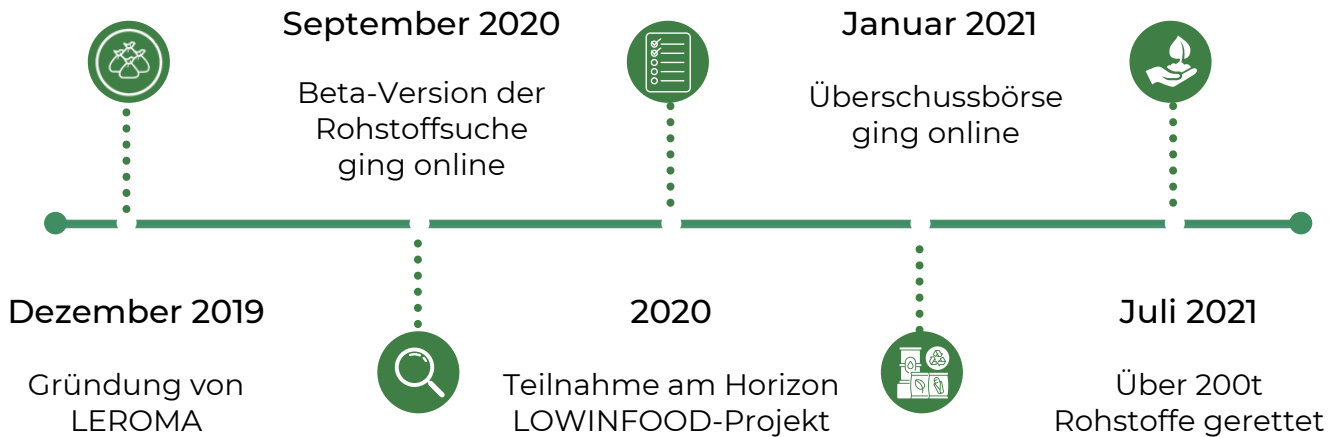 September 2020
Beta-Version der
Rohstoffsuche
ging online
Januar 2021
Überschussbörse
ging online
Dezember 2019
Gründung von
LEROMA
2020
Teilnahme am Horizon
LOWINFOOD-Projekt
Juli 2021
Über 200t
Rohstoffe gerettet